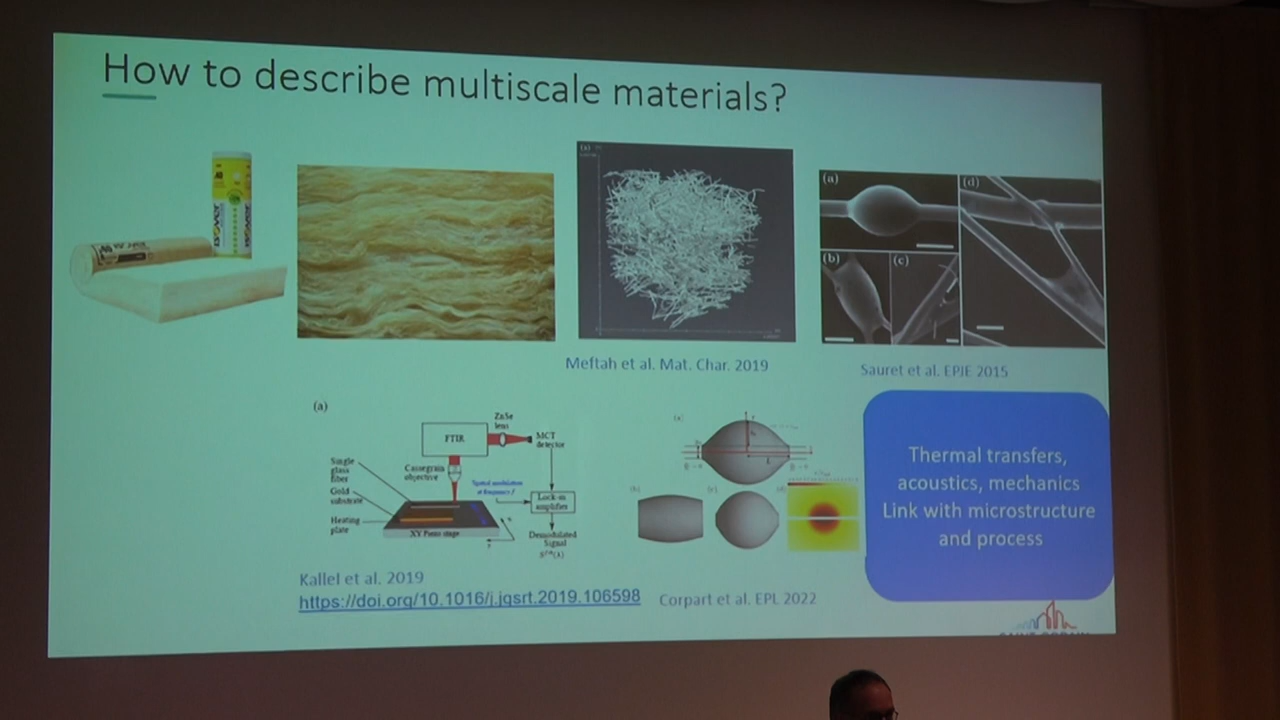 How to describe multiscale materials?
ISOVER
(a)
(a)
(d)
(b)
(c)
Meftah et al. Mat. Char. 2019
Sauret et al. EPJE 2015
(a)
FTIR
ZnSe
lens
MCT
detector
Single
glass
fiber
Gold
substrate
Heating
plate
Cassegrain
objective
Lock-in
amplifier
XY Piezo stage
Demodulated
Signal
(a)
L
(b)
(c)
(d)
Thermal transfers,
acoustics, mechanics
Link with microstructure
and process
Kallel et al. 2019
https://doi.org/10.1016/j.jqsrt.2019.106598
Corpart et al. EPL 2022